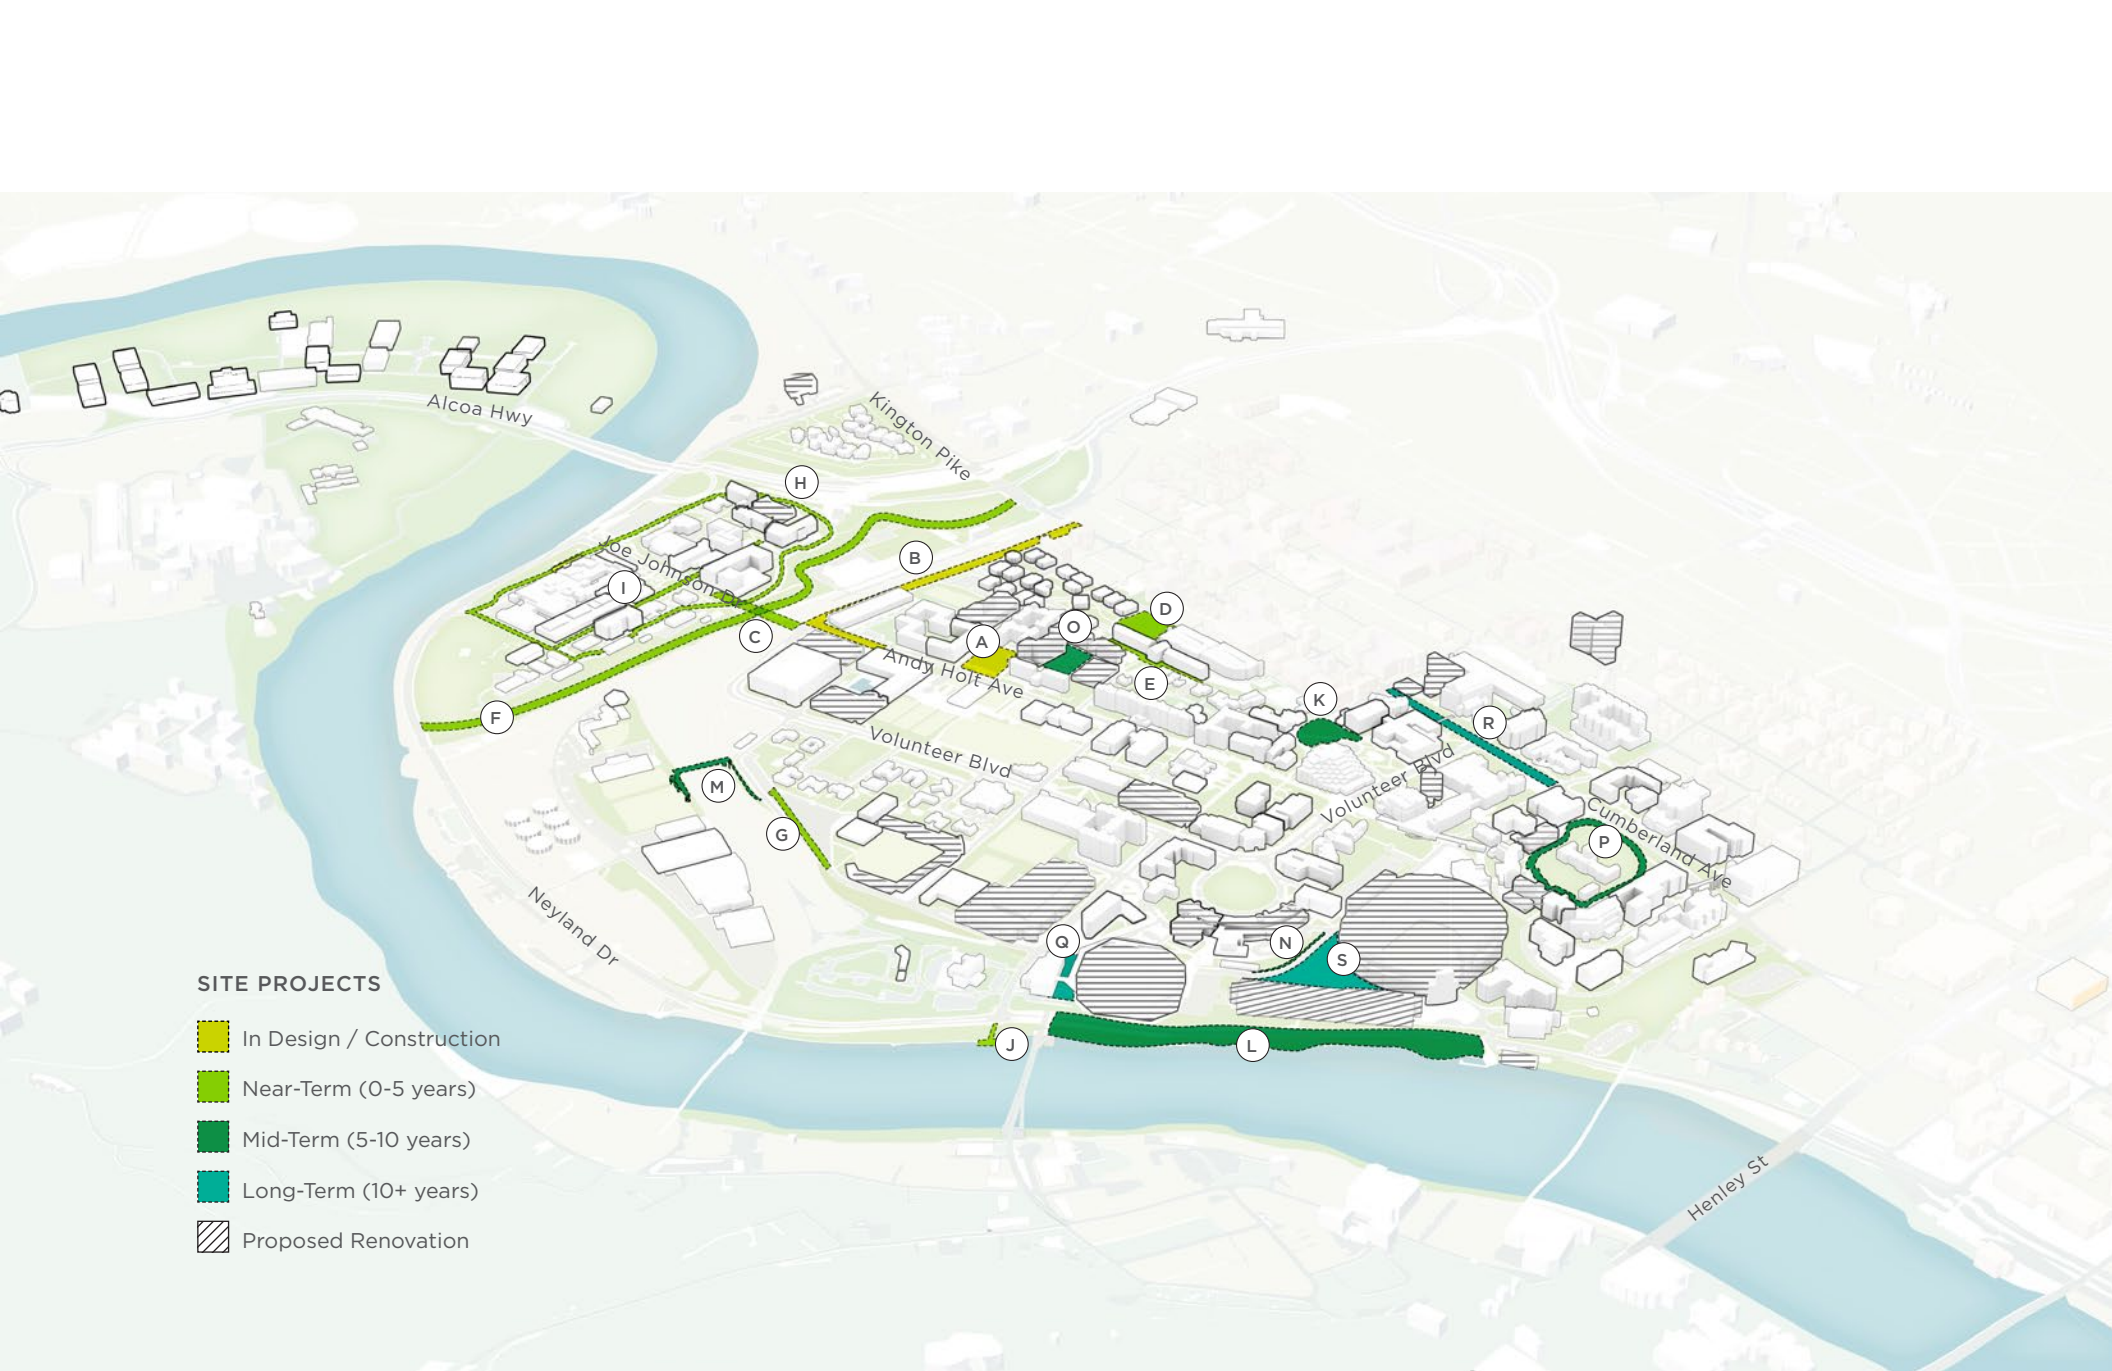 Alcoa Hwy
Kington Pike
H
Joe Johnson Dr
B
I
D
O
C
A
Andy Holt Ave
E
K
F
R
Volunteer Blvd
Volunteer Blvd
M
G
Cumberland Ave
P
Neyland Dr
Q
N
S
J
L
Henley St
SITE PROJECTS
In Design / Construction
Near-Term (0-5 years)
Mid-Term (5-10 years)
Long-Term (10+ years)
Proposed Renovation